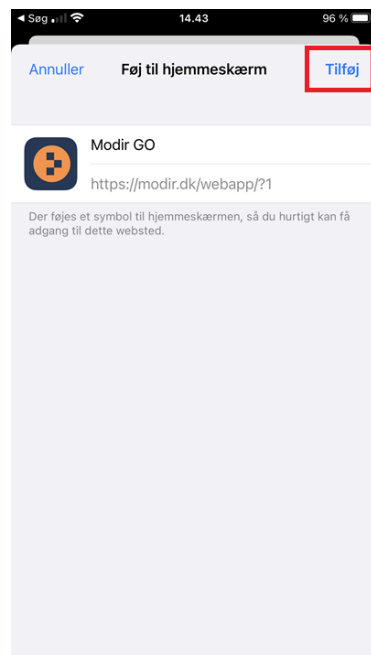 ◀ Søg 14.43 96 %
Annuller Føj til hjemmeskærm Tilføj
Modir GO
https://modir.dk/webapp/?1
Der føjes et symbol til hjemmeskærmen, så du hurtigt kan få
adgang til dette websted.